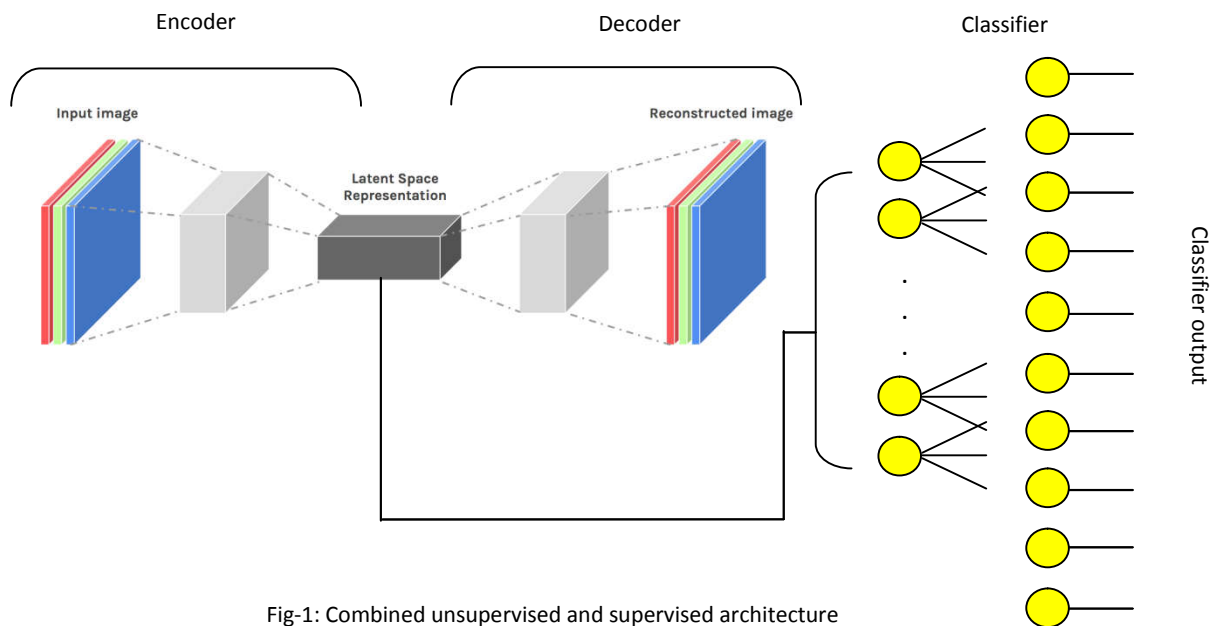 Encoder
Decoder
Classifier
Input image
Reconstructed image
Latent Space
Representation
Classifier output
Fig-1: Combined unsupervised and supervised architecture